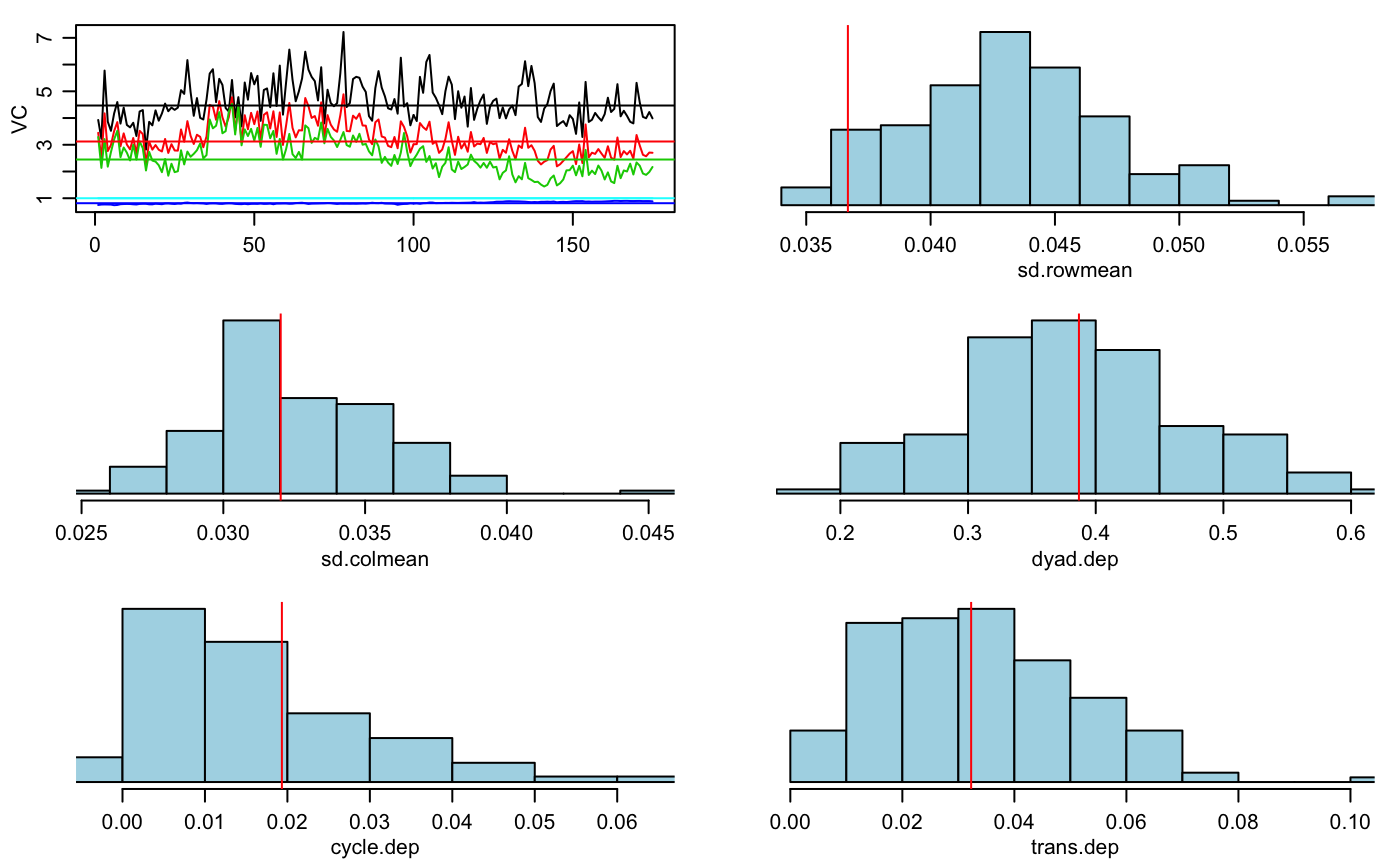 VC
7
5
3
1
0 50 100 150
0.035 0.040 0.045 0.050 0.055
sd.rowmean
0.025 0.030 0.035 0.040 0.045
sd.colmean
0.2 0.3 0.4 0.5 0.6
dyad.dep
0.00 0.01 0.02 0.03 0.04 0.05 0.06
cycle.dep
0.00 0.02 0.04 0.06 0.08 0.10
trans.dep